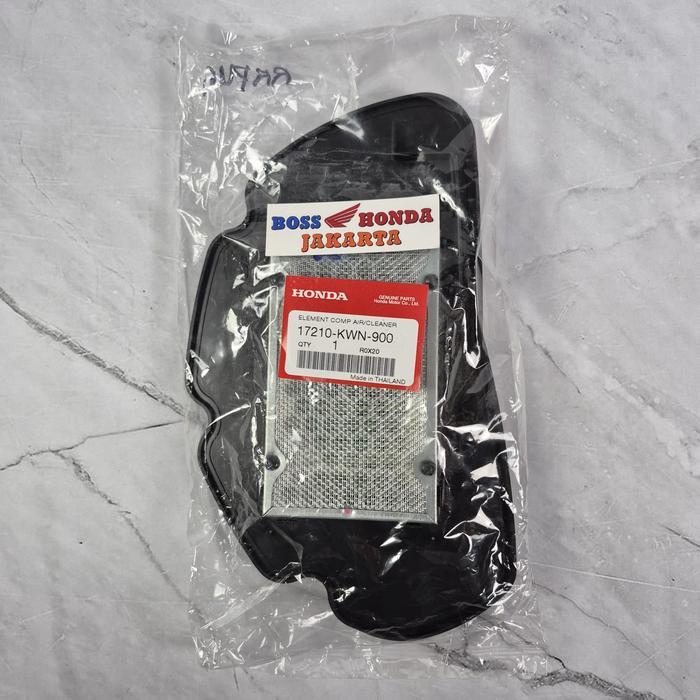 BOSS HONDA
JAKARTA
HONDA
GENUINE PARTS
Honda Motor Co., Ltd.
ELEMENT COMP AIR/CLEANER
17210-KWN-900
QTY 1 R0X20
Made in THAILAND